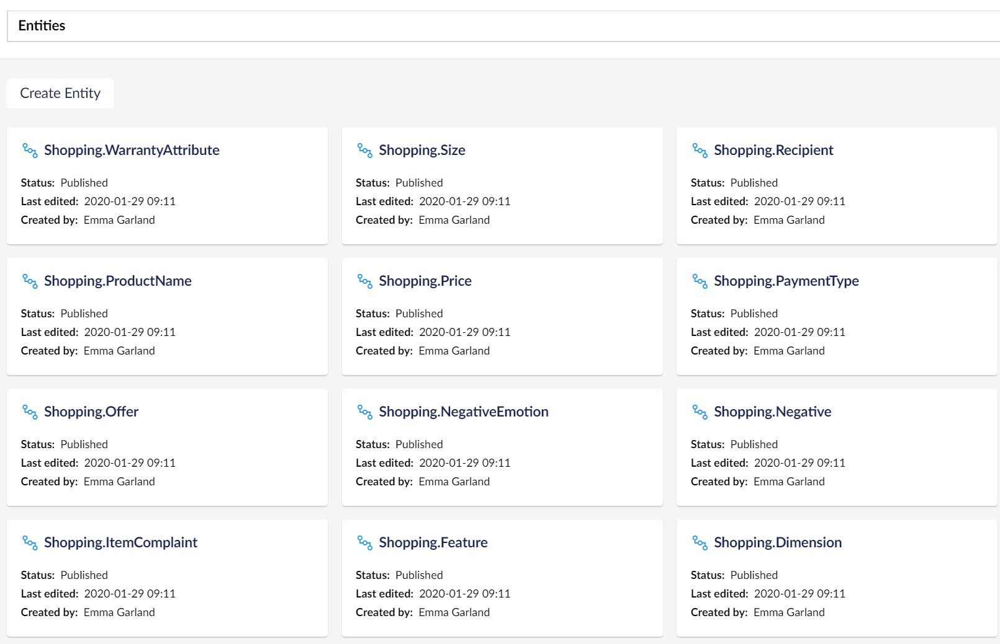 Entities
Create Entity
Shopping.WarrantyAttribute
Status: Published
Last edited: 2020-01-29 09:11
Created by: Emma Garland
Shopping.Size
Status: Published
Last edited: 2020-01-29 09:11
Created by: Emma Garland
Shopping.Recipient
Status: Published
Last edited: 2020-01-29 09:11
Created by: Emma Garland
Shopping.ProductName
Status: Published
Last edited: 2020-01-29 09:11
Created by: Emma Garland
Shopping.Price
Status: Published
Last edited: 2020-01-29 09:11
Created by: Emma Garland
Shopping.PaymentType
Status: Published
Last edited: 2020-01-29 09:11
Created by: Emma Garland
Shopping.Offer
Status: Published
Last edited: 2020-01-29 09:11
Created by: Emma Garland
Shopping.NegativeEmotion
Status: Published
Last edited: 2020-01-29 09:11
Created by: Emma Garland
Shopping.Negative
Status: Published
Last edited: 2020-01-29 09:11
Created by: Emma Garland
Shopping.ItemComplaint
Status: Published
Last edited: 2020-01-29 09:11
Created by: Emma Garland
Shopping.Feature
Status: Published
Last edited: 2020-01-29 09:11
Created by: Emma Garland
Shopping.Dimension
Status: Published
Last edited: 2020-01-29 09:11
Created by: Emma Garland